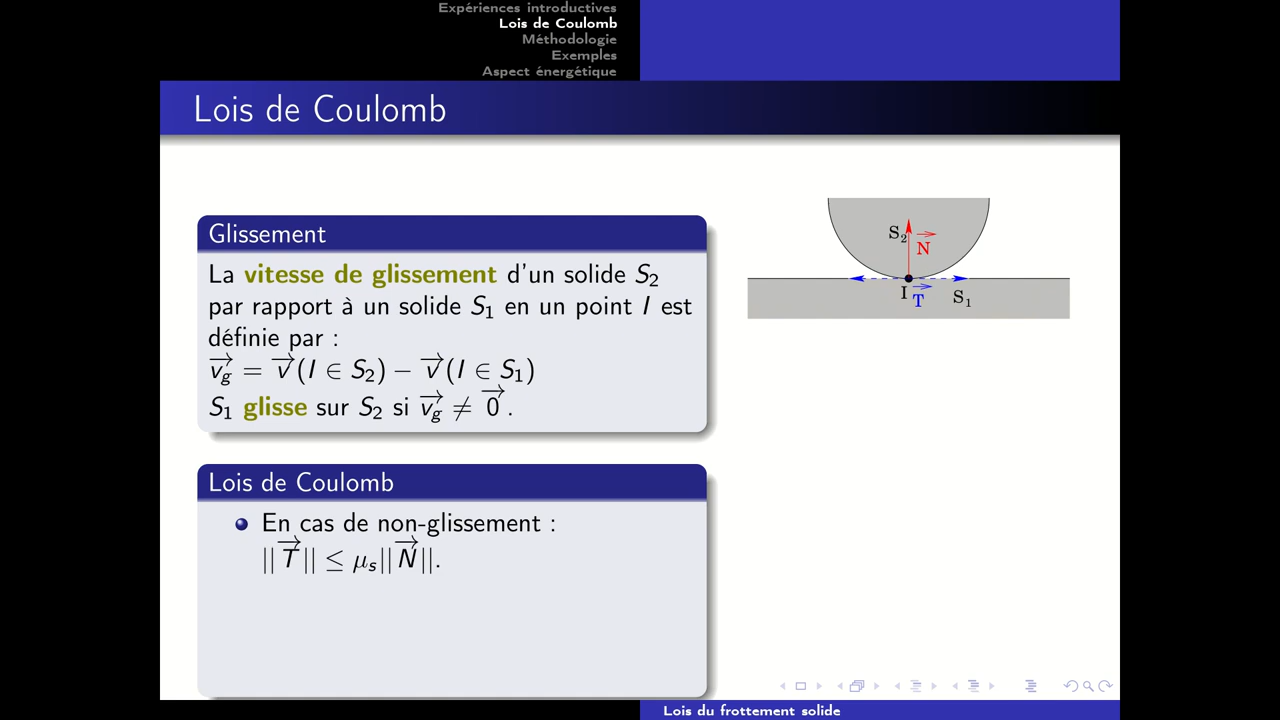 Expériences introductives
Lois de Coulomb
Méthodologie
Exemples
Aspect énergétique
Lois de Coulomb
Glissement
La vitesse de glissement d'un solide S₂
par rapport à un solide S₁ en un point I est
définie par :
v⃗g = v⃗(I ∈ S₂) − v⃗(I ∈ S₁)
S₁ glisse sur S₂ si v⃗g ≠ 0⃗.
Lois de Coulomb
En cas de non-glissement :
||T⃗|| ≤ μₛ||N⃗||.
S₂
N⃗
I
T⃗
S₁
Lois du frottement solide